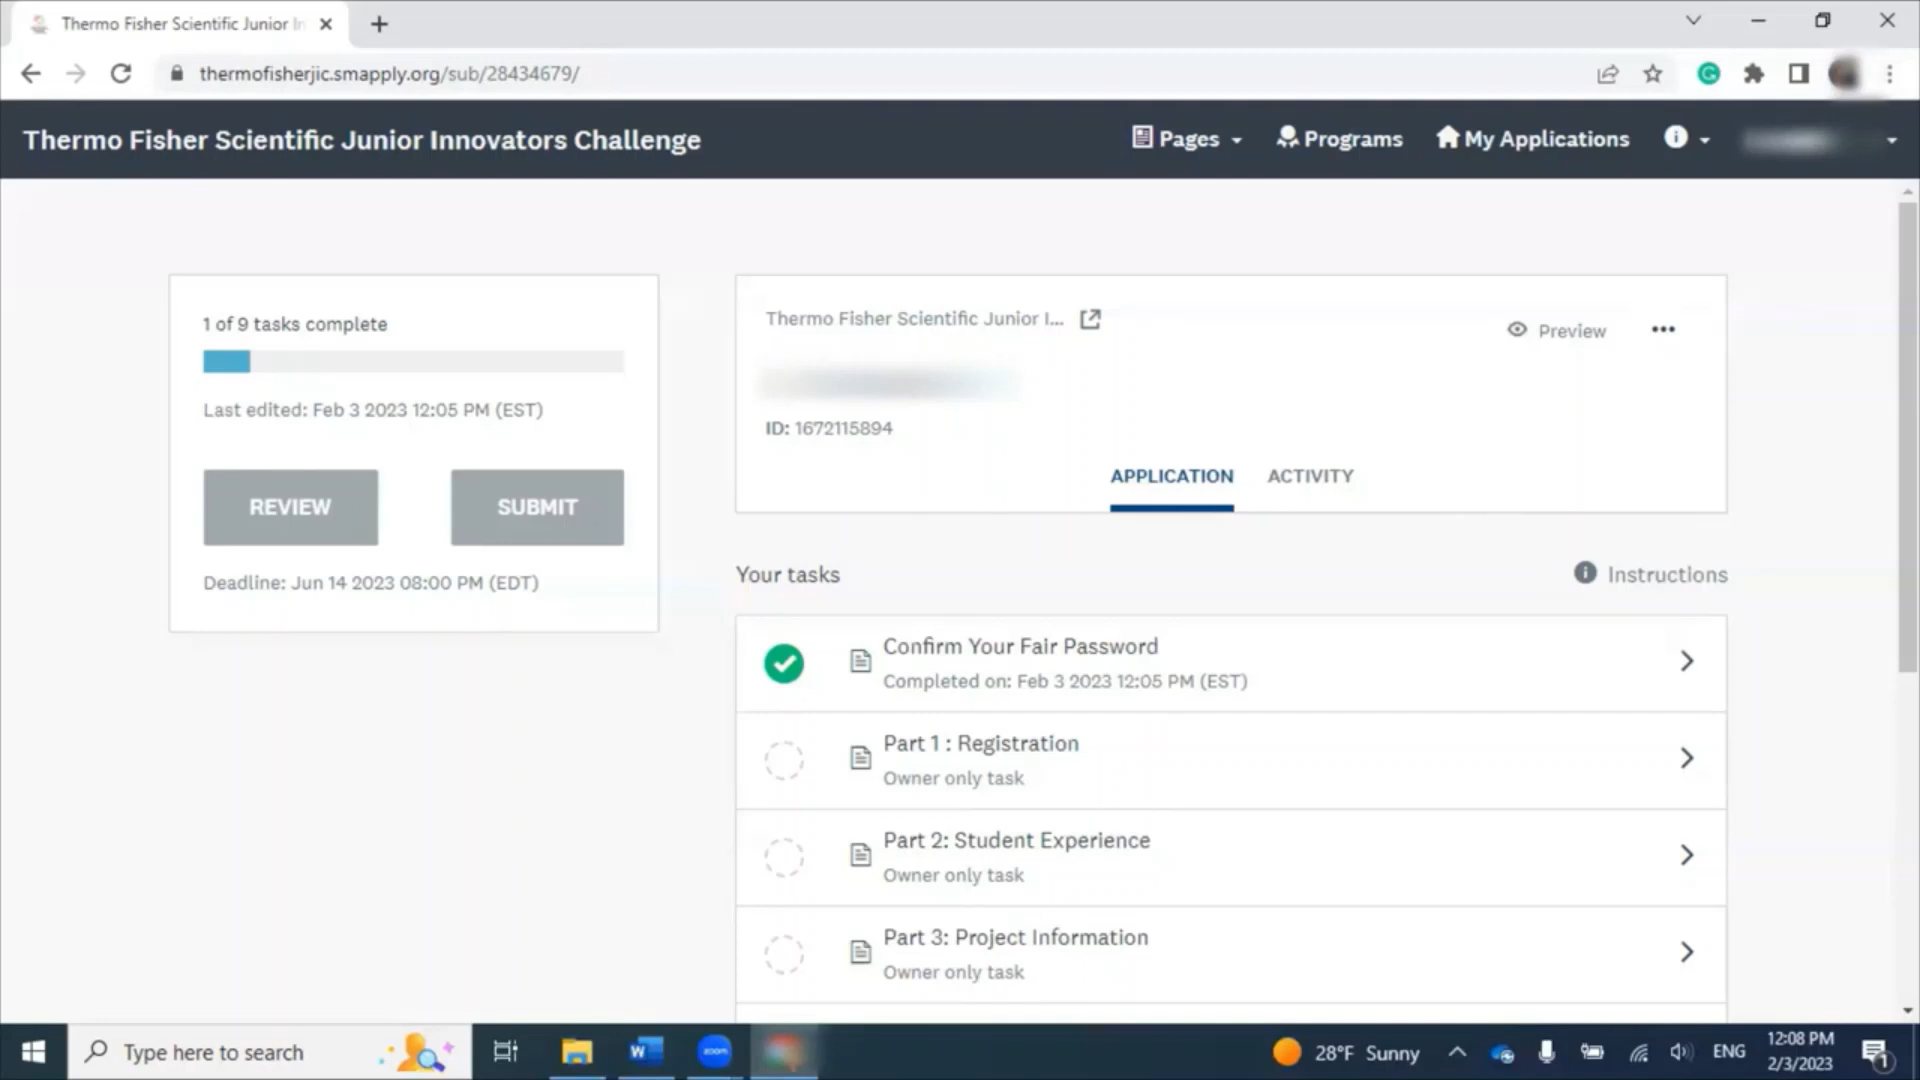 Thermo Fisher Scientific Junior In
thermofisherjic.smapply.org/sub/28434679/
Thermo Fisher Scientific Junior Innovators Challenge
Pages
Programs
My Applications
1 of 9 tasks complete
Last edited: Feb 3 2023 12:05 PM (EST)
REVIEW
SUBMIT
Deadline: Jun 14 2023 08:00 PM (EDT)
Thermo Fisher Scientific Junior I...
Preview
ID: 1672115894
APPLICATION
ACTIVITY
Your tasks
Instructions
Confirm Your Fair Password
Completed on: Feb 3 2023 12:05 PM (EST)
Part 1 : Registration
Owner only task
Part 2: Student Experience
Owner only task
Part 3: Project Information
Owner only task
Type here to search
W
zoom
28°F Sunny
ENG
12:08 PM
2/3/2023
1